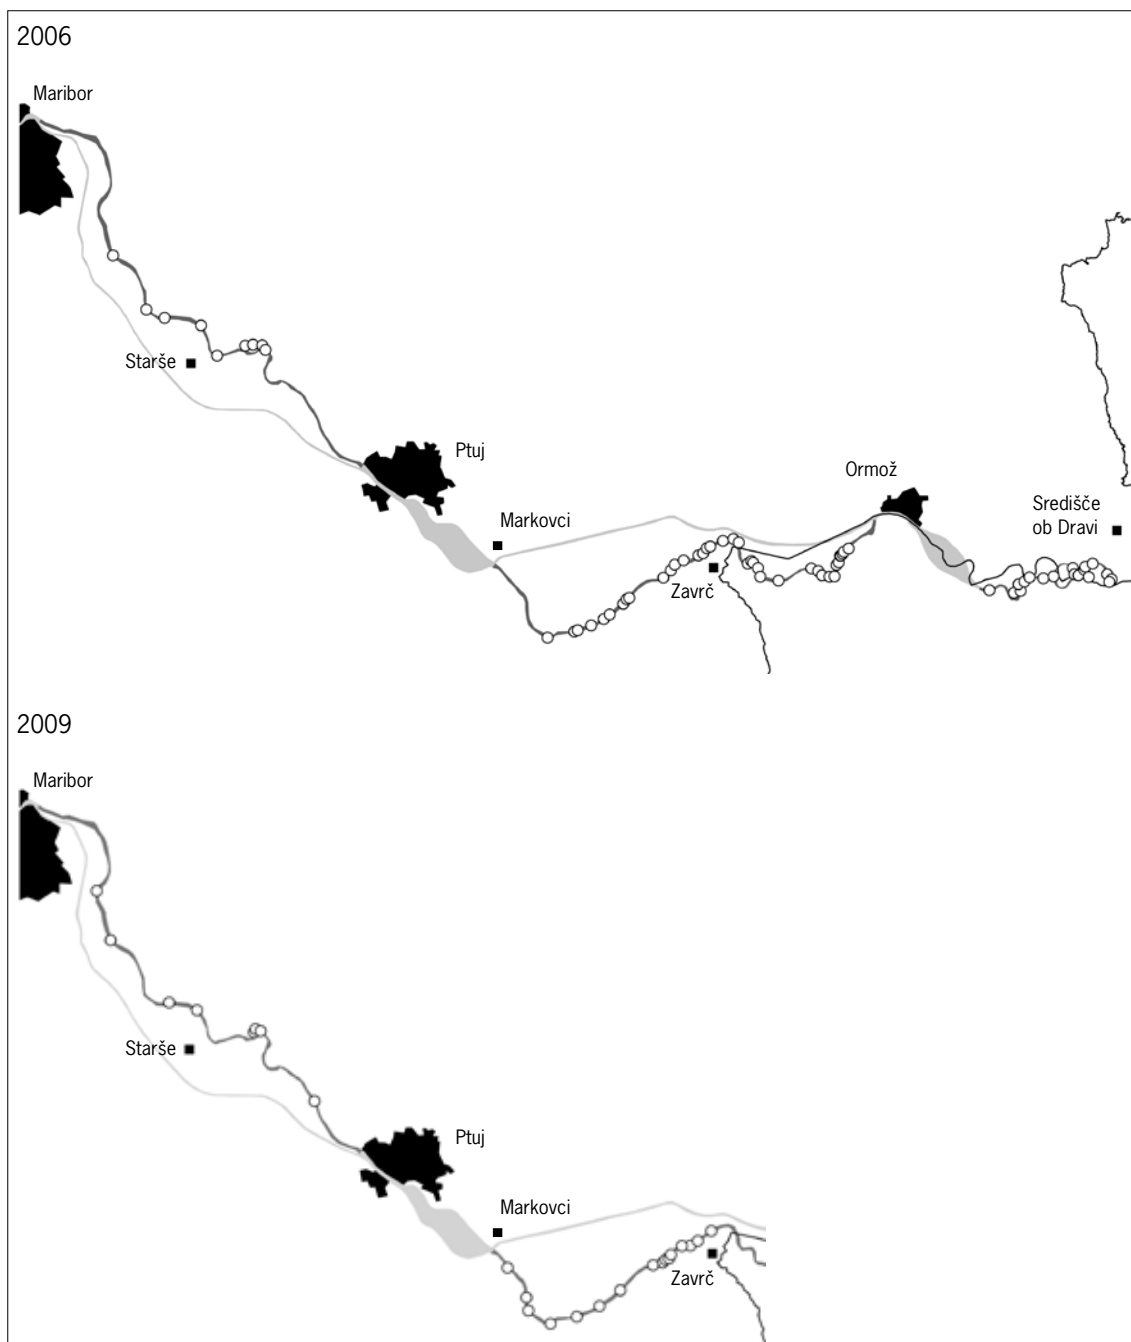 2006
Maribor
Starše
Ptuj
Markovci
Zavrč
Ormož
Središče
ob Dravi
2009
Maribor
Starše
Ptuj
Markovci
Zavrč